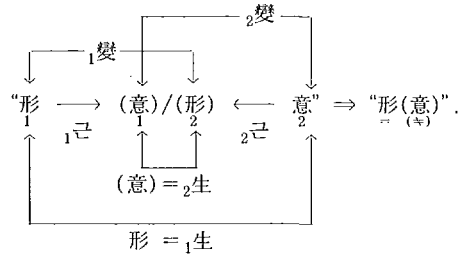 ₂變
₁變
“形₁ → (意)₁/(形)₂ ← 意”₂ ⇒ “形(意)”.
₁근 ₂근
(意)=₂生
形 =₁生